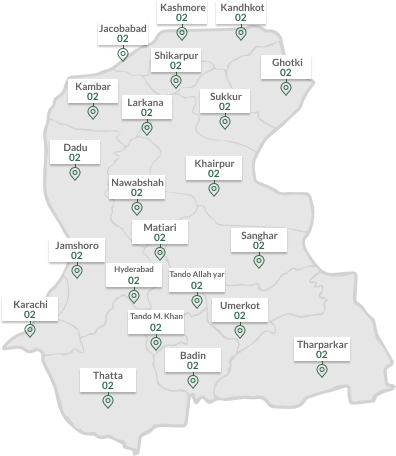 Kashmore
02
Kandhkot
02
Jacobabad
02
Shikarpur
02
Ghotki
02
Kambar
02
Larkana
02
Sukkur
02
Dadu
02
Khairpur
02
Nawabshah
02
Matiari
02
Sanghar
02
Jamshoro
02
Hyderabad
02
Tando Allah yar
02
Karachi
02
Umerkot
02
Tando M. Khan
02
Tharparkar
02
Badin
02
Thatta
02